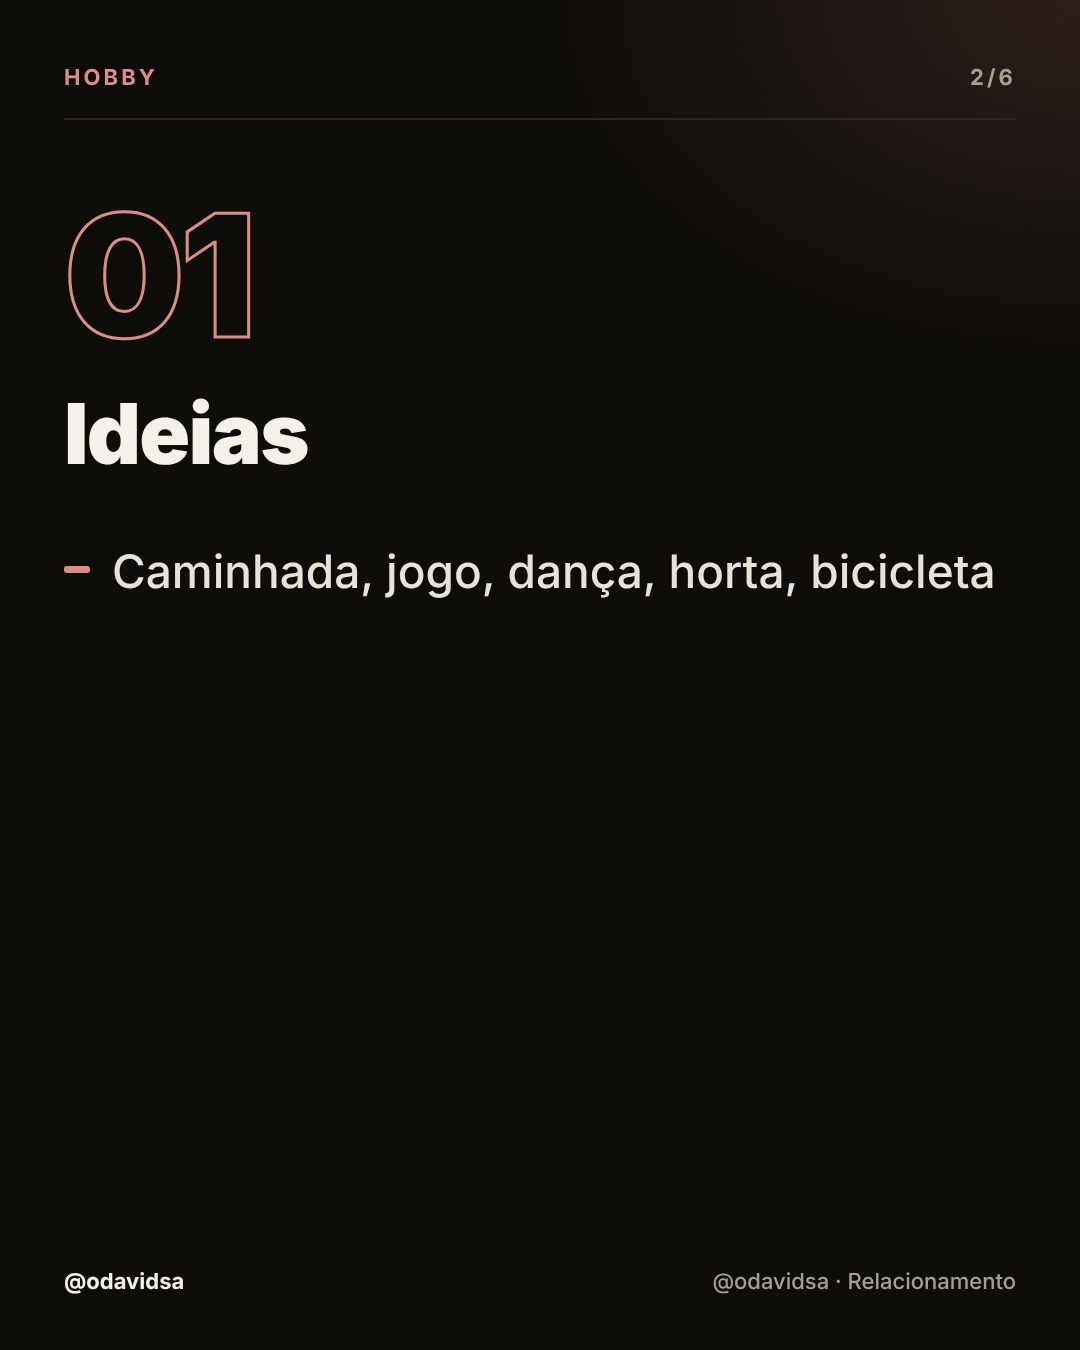 HOBBY
2/6
01
Ideias
Caminhada, jogo, dança, horta, bicicleta
@odavidsa
@odavidsa · Relacionamento